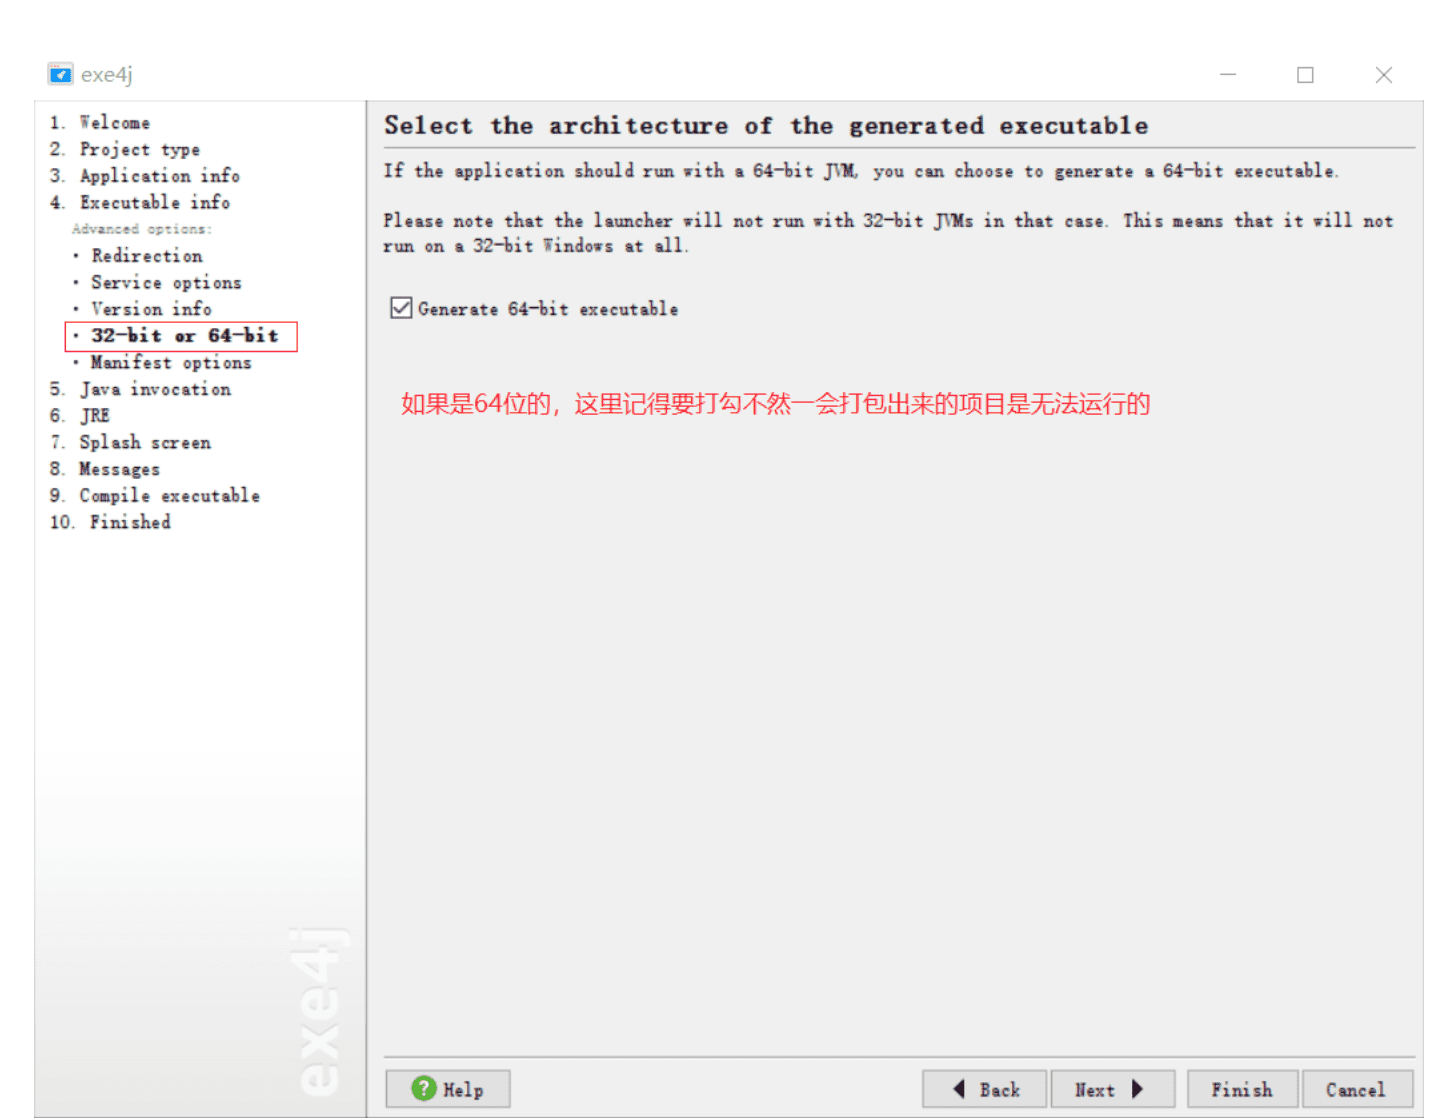 exe4j
1. Welcome
2. Project type
3. Application info
4. Executable info
Advanced options:
· Redirection
· Service options
· Version info
· 32-bit or 64-bit
· Manifest options
5. Java invocation
6. JRE
7. Splash screen
8. Messages
9. Compile executable
10. Finished
exe4j
Select the architecture of the generated executable
If the application should run with a 64-bit JVM, you can choose to generate a 64-bit executable.
Please note that the launcher will not run with 32-bit JVMs in that case. This means that it will not
run on a 32-bit Windows at all.
Generate 64-bit executable
如果是64位的，这里记得要打勾不然一会打包出来的项目是无法运行的
? Help
Back
Next
Finish
Cancel